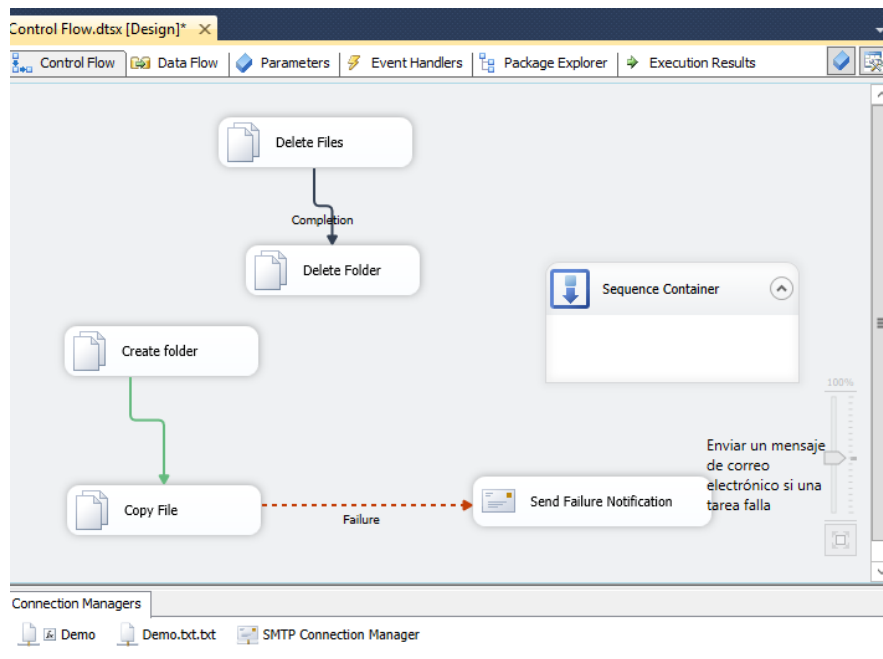 Control Flow.dtsx [Design]*
Control Flow Data Flow Parameters Event Handlers Package Explorer Execution Results
Delete Files
Completion
Delete Folder
Sequence Container
Create folder
100%
Enviar un mensaje
de correo
electrónico si una
tarea falla
Copy File
Failure
Send Failure Notification
Connection Managers
Demo Demo.txt.txt SMTP Connection Manager